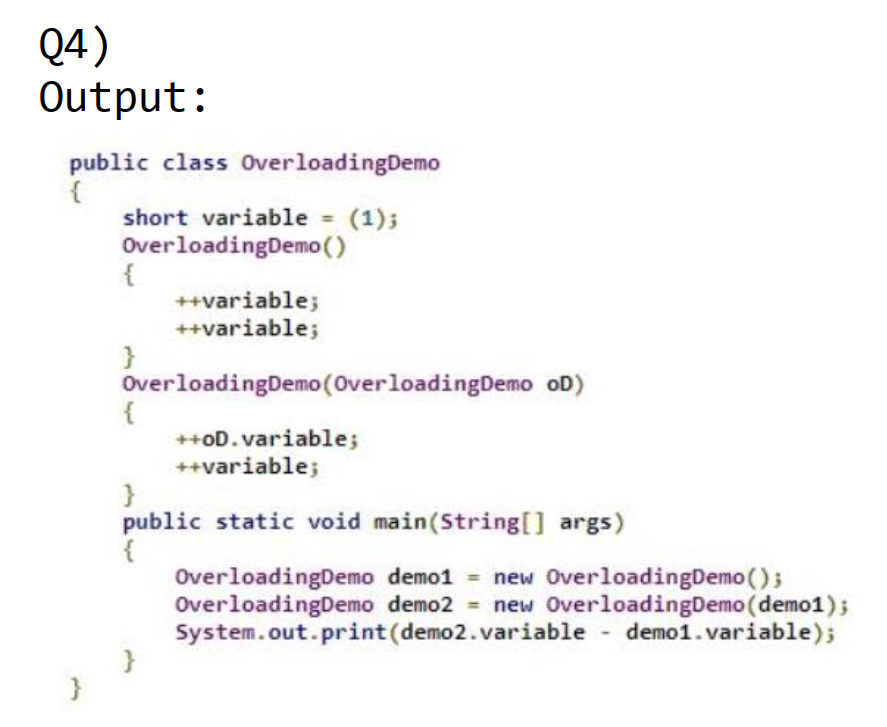 Q4)
Output:
public class OverloadingDemo
{
    short variable = (1);
    OverloadingDemo()
    {
        ++variable;
        ++variable;
    }
    OverloadingDemo(OverloadingDemo oD)
    {
        ++oD.variable;
        ++variable;
    }
    public static void main(String[] args)
    {
        OverloadingDemo demo1 = new OverloadingDemo();
        OverloadingDemo demo2 = new OverloadingDemo(demo1);
        System.out.print(demo2.variable - demo1.variable);
    }
}